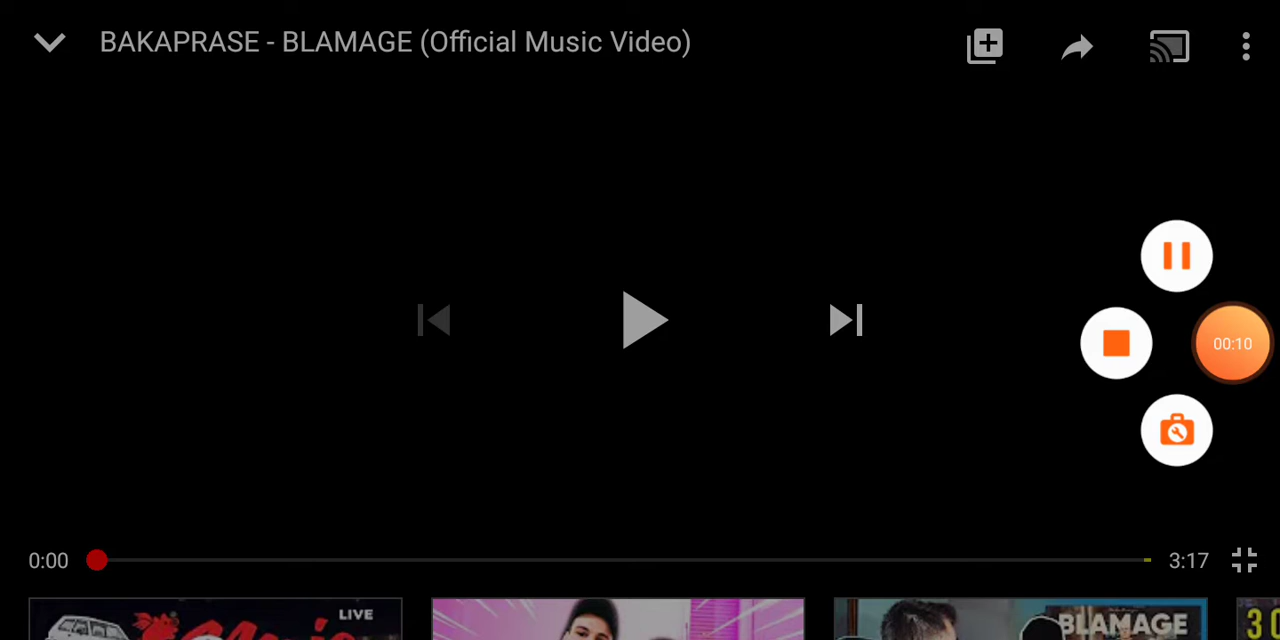 BAKAPRASE - BLAMAGE (Official Music Video)
00:10
0:00
3:17
LIVE
BLAMAGE